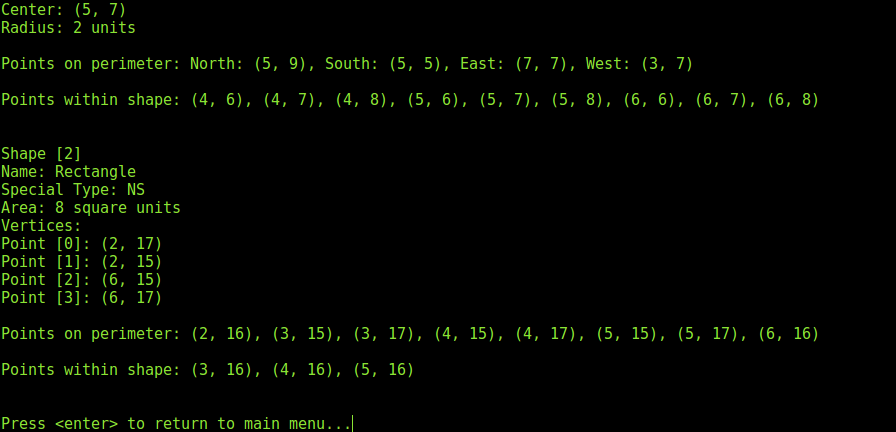 Center: (5, 7)
Radius: 2 units
Points on perimeter: North: (5, 9), South: (5, 5), East: (7, 7), West: (3, 7)
Points within shape: (4, 6), (4, 7), (4, 8), (5, 6), (5, 7), (5, 8), (6, 6), (6, 7), (6, 8)
Shape [2]
Name: Rectangle
Special Type: NS
Area: 8 square units
Vertices:
Point [0]: (2, 17)
Point [1]: (2, 15)
Point [2]: (6, 15)
Point [3]: (6, 17)
Points on perimeter: (2, 16), (3, 15), (3, 17), (4, 15), (4, 17), (5, 15), (5, 17), (6, 16)
Points within shape: (3, 16), (4, 16), (5, 16)
Press <enter> to return to main menu...